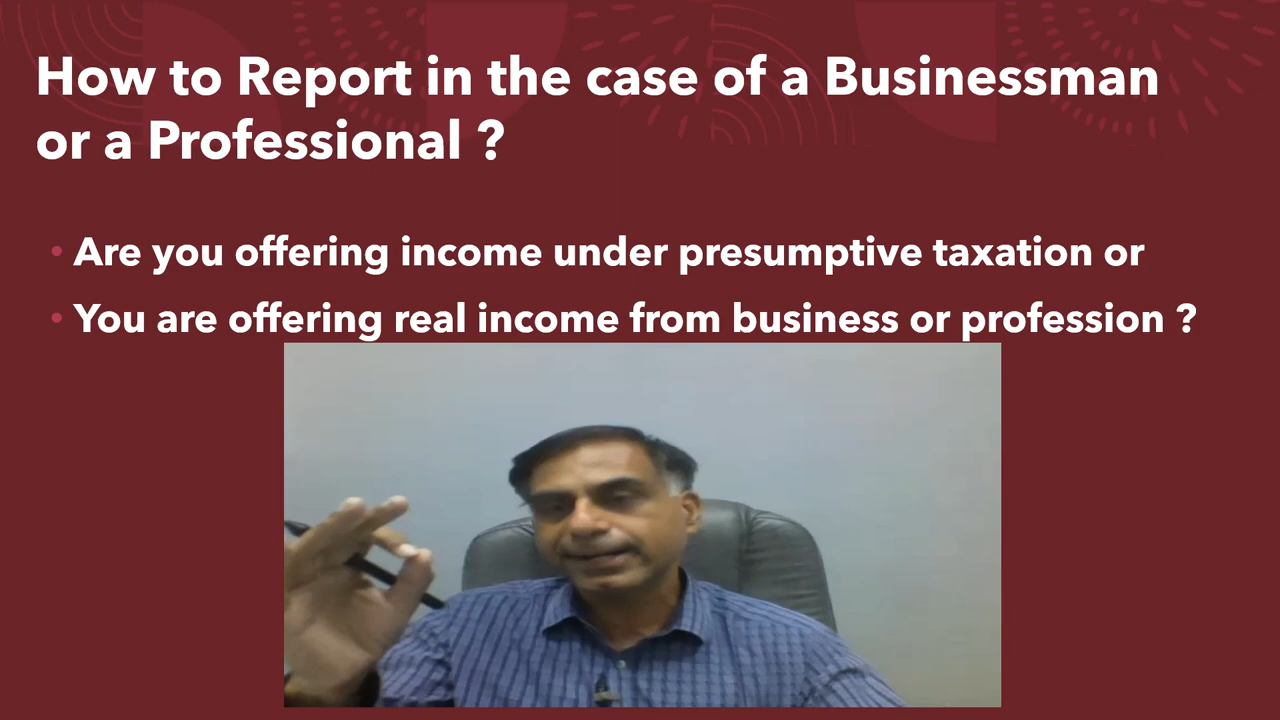 How to Report in the case of a Businessman
or a Professional ?
• Are you offering income under presumptive taxation or
• You are offering real income from business or profession ?